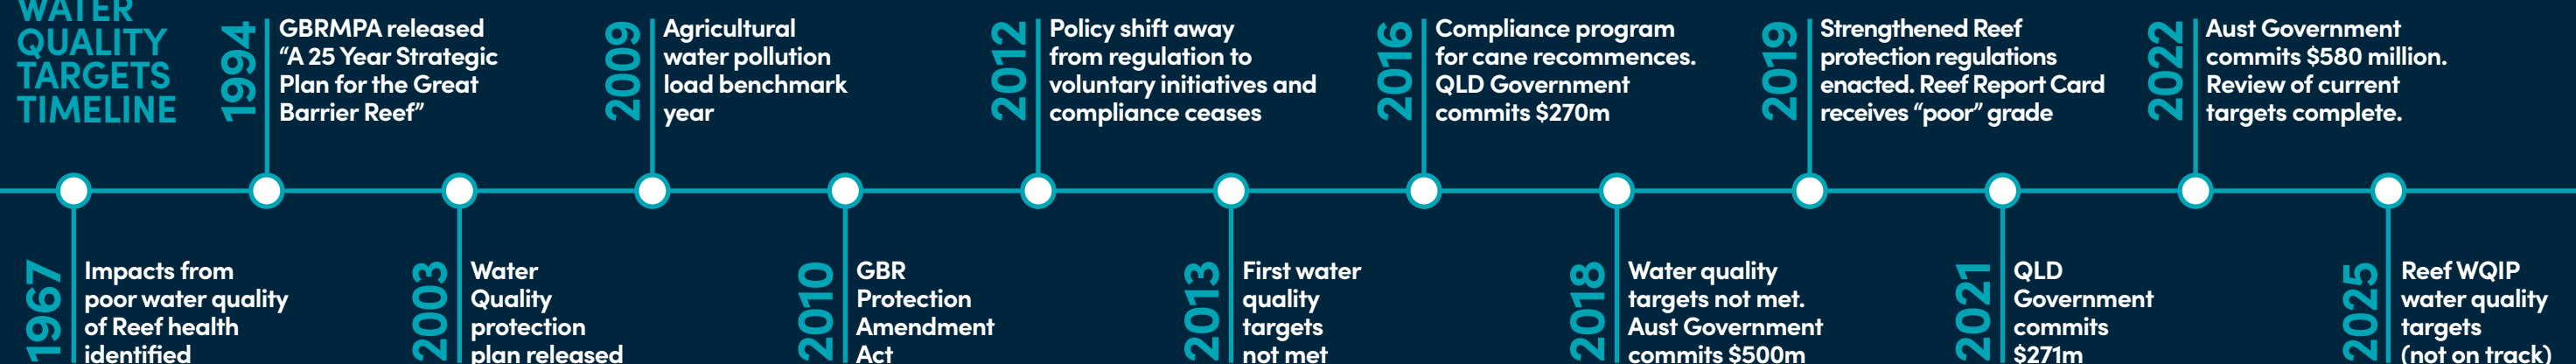 WATER
QUALITY
TARGETS
TIMELINE
1967
Impacts from
poor water quality
of Reef health
identified
1994
GBRMPA released
“A 25 Year Strategic
Plan for the Great
Barrier Reef”
2003
Water
Quality
protection
plan released
2009
Agricultural
water pollution
load benchmark
year
2010
GBR
Protection
Amendment
Act
2012
Policy shift away
from regulation to
voluntary initiatives and
compliance ceases
2013
First water
quality
targets
not met
2016
Compliance program
for cane recommences.
QLD Government
commits $270m
2018
Water quality
targets not met.
Aust Government
commits $500m
2019
Strengthened Reef
protection regulations
enacted. Reef Report Card
receives “poor” grade
2021
QLD
Government
commits
$271m
2022
Aust Government
commits $580 million.
Review of current
targets complete.
2025
Reef WQIP
water quality
targets
(not on track)